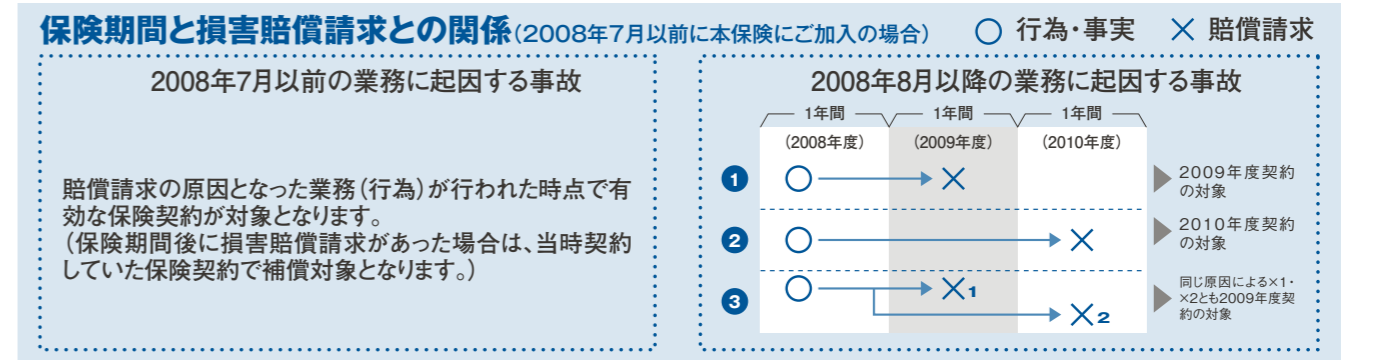 保険期間と損害賠償請求との関係(2008年7月以前に本保険にご加入の場合) ○ 行為・事実 × 賠償請求
2008年7月以前の業務に起因する事故
賠償請求の原因となった業務(行為)が行われた時点で有
効な保険契約が対象となります。
(保険期間後に損害賠償請求があった場合は、当時契約
していた保険契約で補償対象となります。)
2008年8月以降の業務に起因する事故
1年間 1年間 1年間
(2008年度) (2009年度) (2010年度)
1 ○ × 2009年度契約
の対象
2 ○ × 2010年度契約
の対象
3 ○ ×1 ×2 同じ原因による×1・
×2とも2009年度契
約の対象